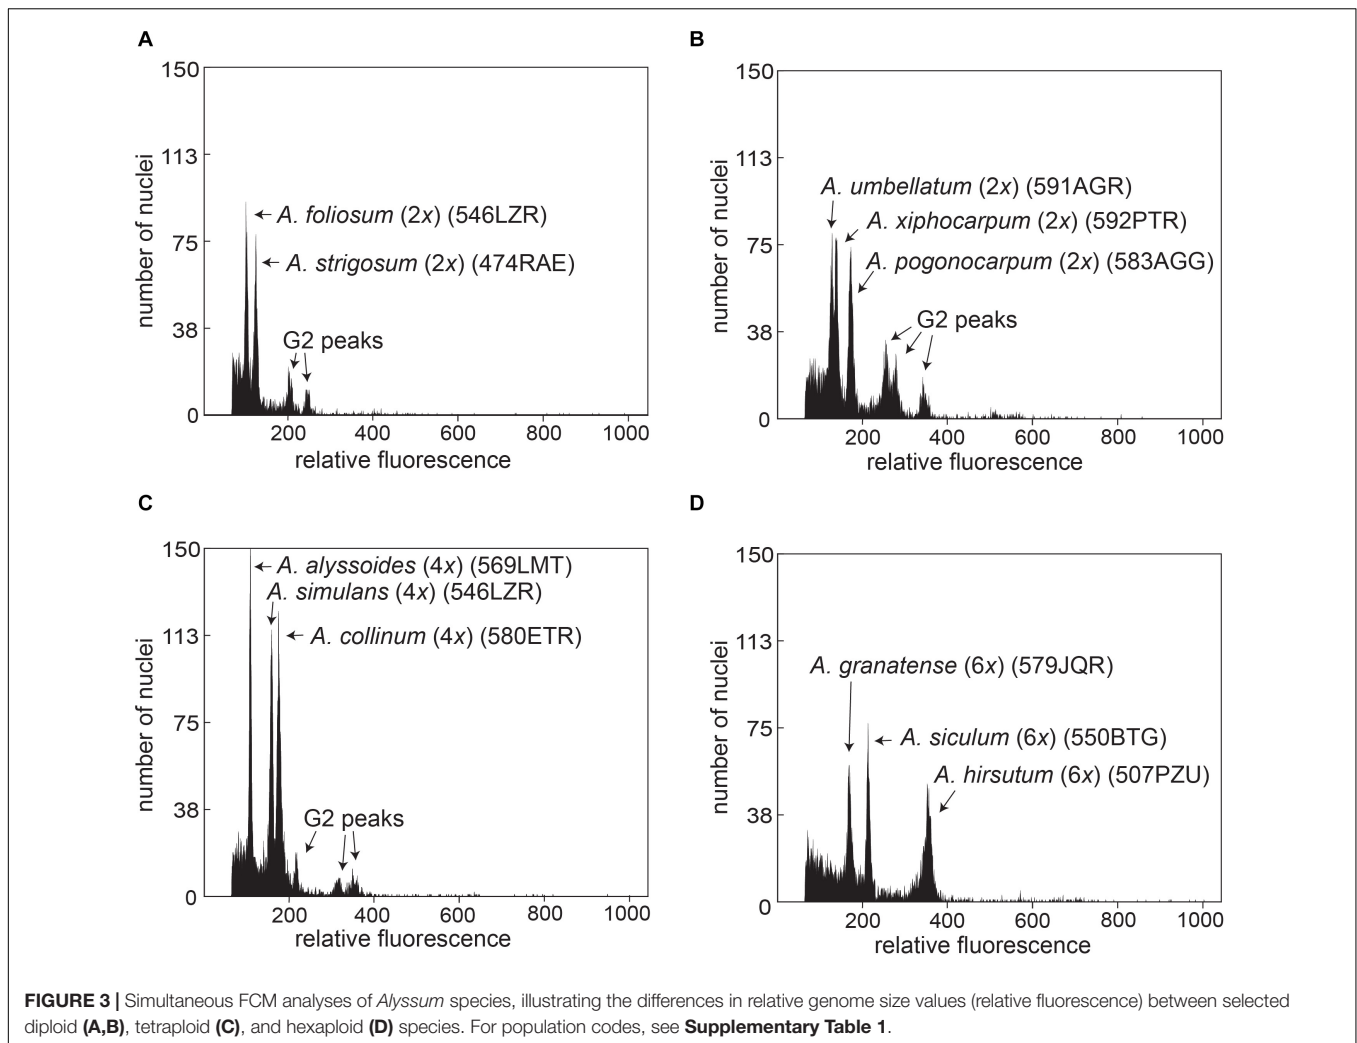 A
150
113
75
38
0
number of nuclei
A. foliosum (2x) (546LZR)
A. strigosum (2x) (474RAE)
G2 peaks
200 400 600 800 1000
relative fluorescence
B
150
113
75
38
0
number of nuclei
A. umbellatum (2x) (591AGR)
A. xiphocarpum (2x) (592PTR)
A. pogonocarpum (2x) (583AGG)
G2 peaks
200 400 600 800 1000
relative fluorescence
C
150
113
75
38
0
number of nuclei
A. alyssoides (4x) (569LMT)
A. simulans (4x) (546LZR)
A. collinum (4x) (580ETR)
G2 peaks
200 400 600 800 1000
relative fluorescence
D
150
113
75
38
0
number of nuclei
A. granatense (6x) (579JQR)
A. siculum (6x) (550BTG)
A. hirsutum (6x) (507PZU)
200 400 600 800 1000
relative fluorescence
FIGURE 3 | Simultaneous FCM analyses of Alyssum species, illustrating the differences in relative genome size values (relative fluorescence) between selected
diploid (A,B), tetraploid (C), and hexaploid (D) species. For population codes, see Supplementary Table 1.